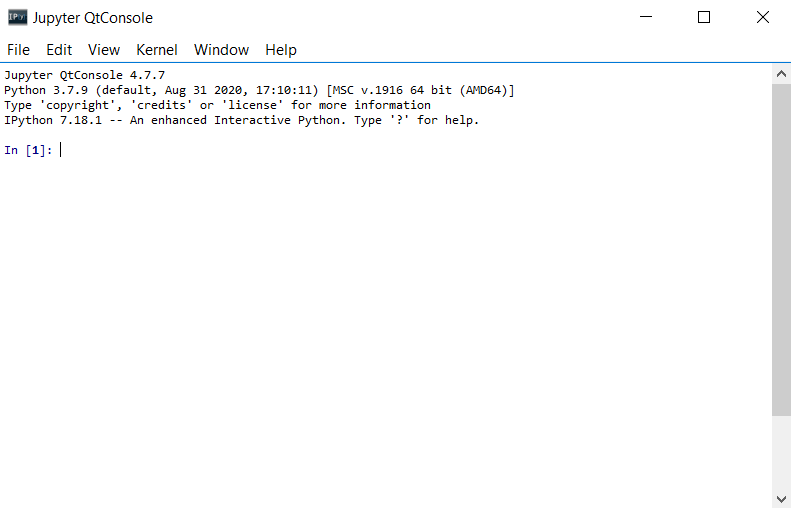 IPy Jupyter QtConsole
File Edit View Kernel Window Help
Jupyter QtConsole 4.7.7
Python 3.7.9 (default, Aug 31 2020, 17:10:11) [MSC v.1916 64 bit (AMD64)]
Type 'copyright', 'credits' or 'license' for more information
IPython 7.18.1 -- An enhanced Interactive Python. Type '?' for help.
In [1]: